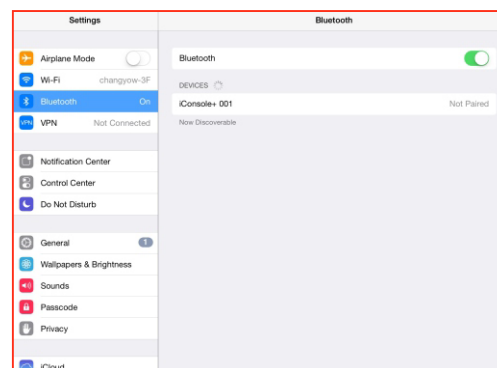 Settings
Airplane Mode
Wi-Fi changyow-3F
Bluetooth On
VPN VPN Not Connected
Notification Center
Control Center
Do Not Disturb
General 1
Wallpapers & Brightness
Sounds
Passcode
Privacy
iCloud
Bluetooth
Bluetooth
DEVICES
iConsole+ 001 Not Paired
Now Discoverable